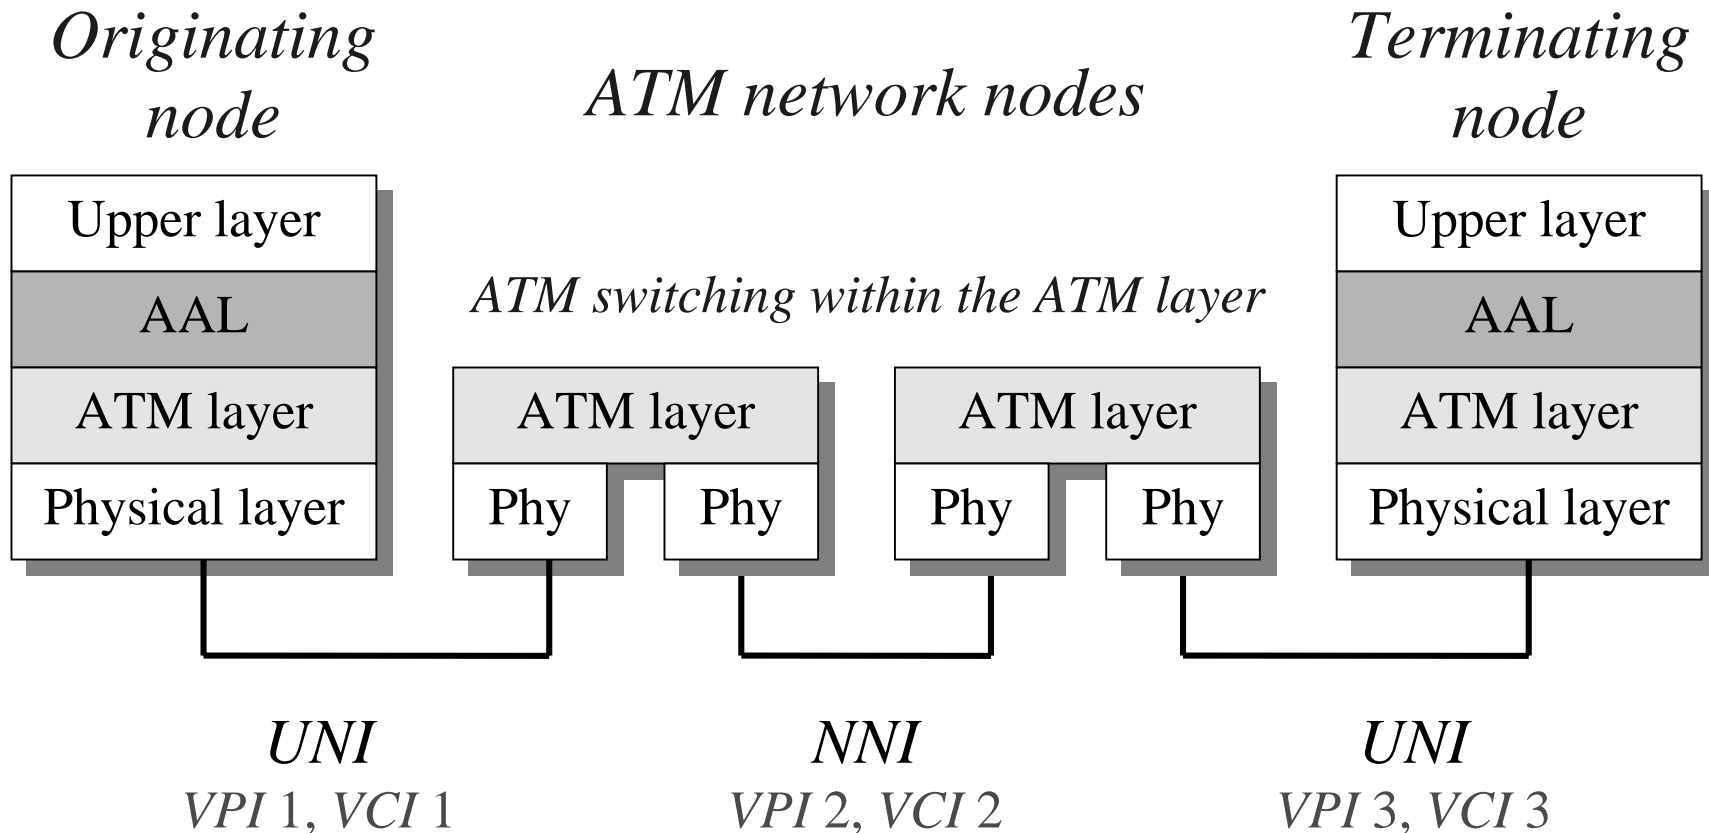 Originating
node
ATM network nodes
Terminating
node
Upper layer
AAL
ATM layer
Physical layer
ATM switching within the ATM layer
ATM layer
Phy
Phy
ATM layer
Phy
Phy
Upper layer
AAL
ATM layer
Physical layer
UNI
VPI 1, VCI 1
NNI
VPI 2, VCI 2
UNI
VPI 3, VCI 3